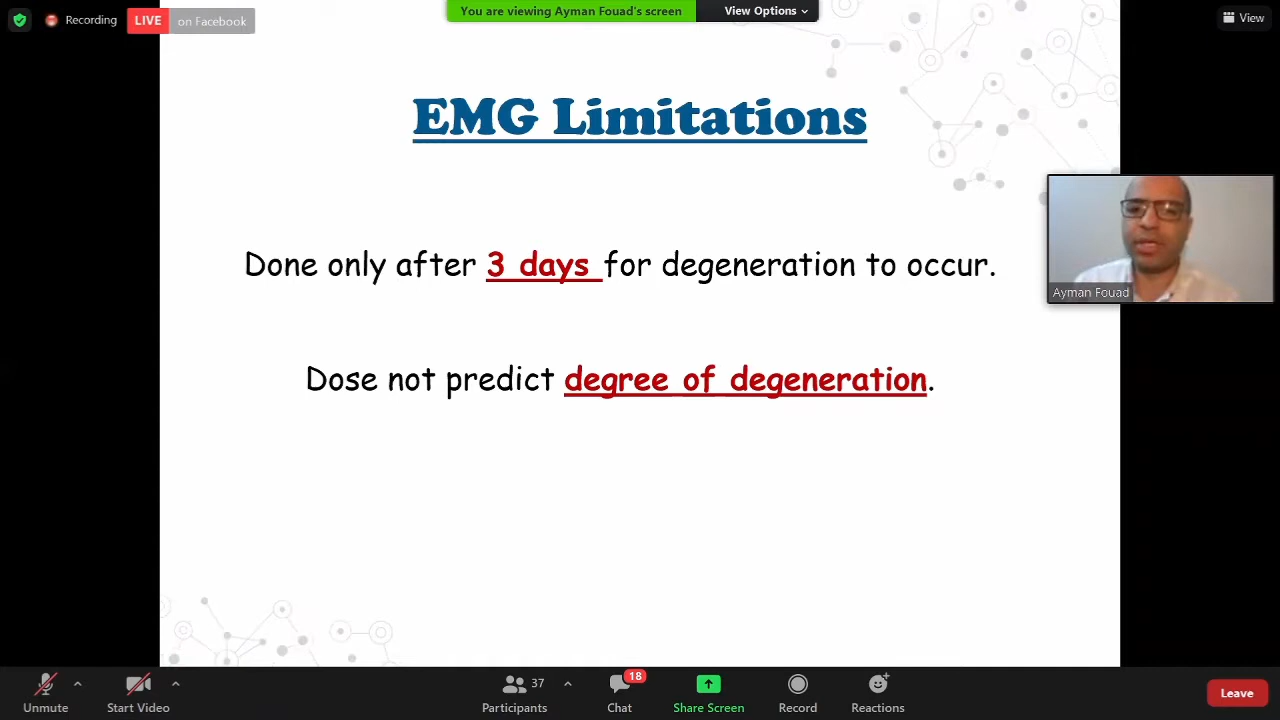 Recording
LIVE on Facebook
You are viewing Ayman Fouad's screen
View Options
View
EMG Limitations
Done only after 3 days for degeneration to occur.
Ayman Fouad
Dose not predict degree of degeneration.
Unmute
Start Video
Participants 37
Chat 18
Share Screen
Record
Reactions
Leave